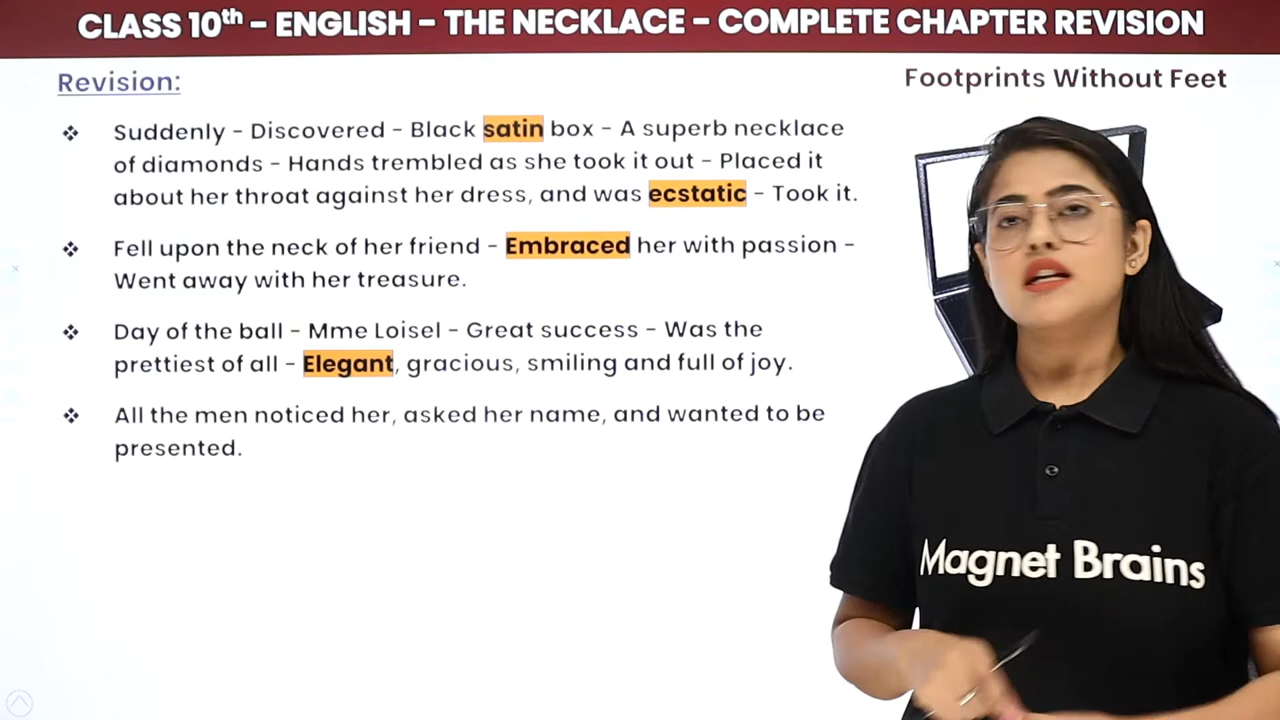 CLASS 10th – ENGLISH – THE NECKLACE – COMPLETE CHAPTER REVISION
Revision:
Footprints Without Feet
❖ Suddenly – Discovered – Black satin box – A superb necklace
of diamonds – Hands trembled as she took it out – Placed it
about her throat against her dress, and was ecstatic – Took it.
❖ Fell upon the neck of her friend – Embraced her with passion –
Went away with her treasure.
❖ Day of the ball – Mme Loisel – Great success – Was the
prettiest of all – Elegant, gracious, smiling and full of joy.
❖ All the men noticed her, asked her name, and wanted to be
presented.
Magnet Brains